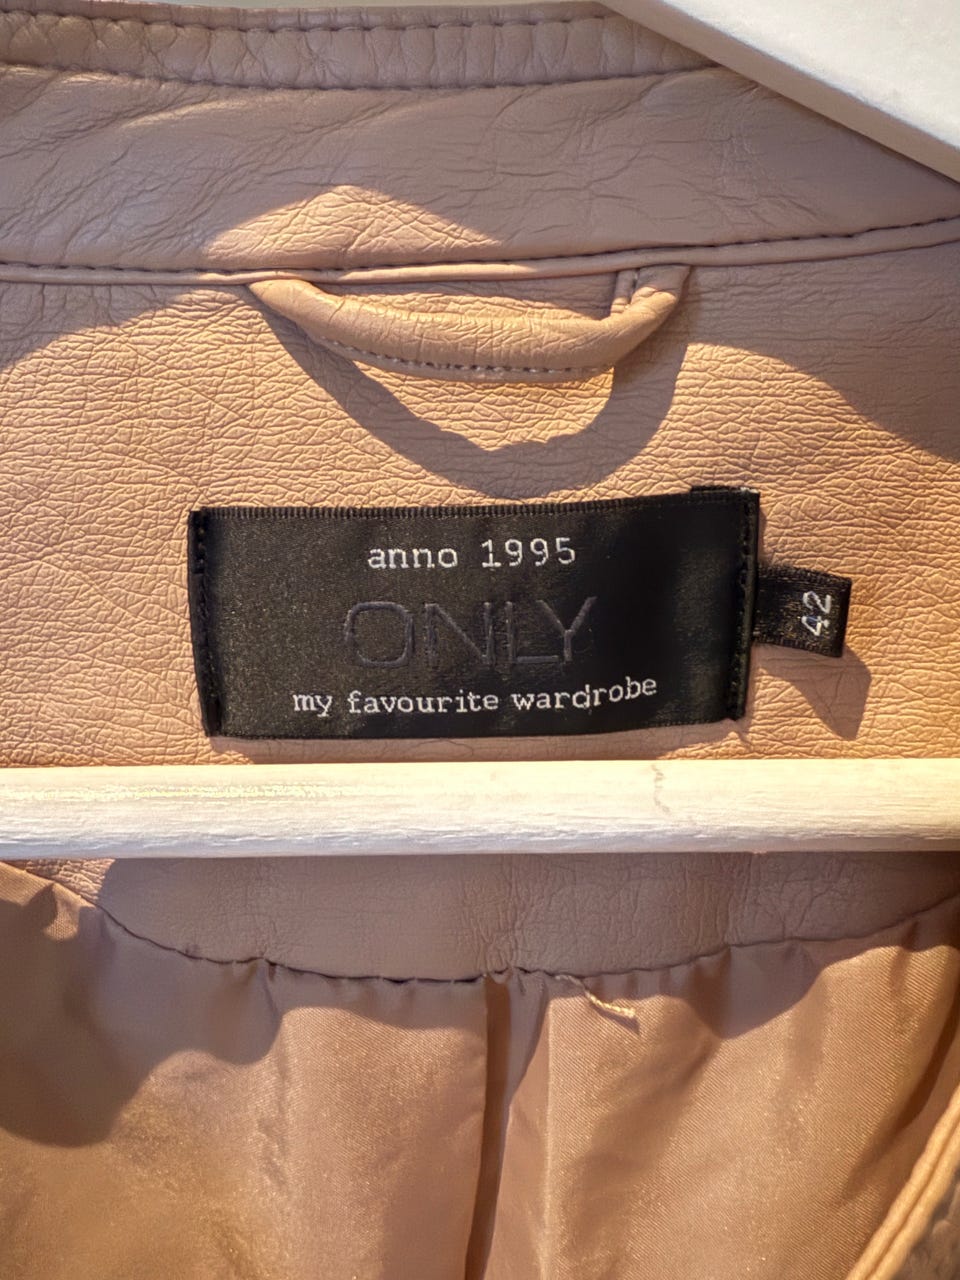 anno 1995
ONLY
my favourite wardrobe
42